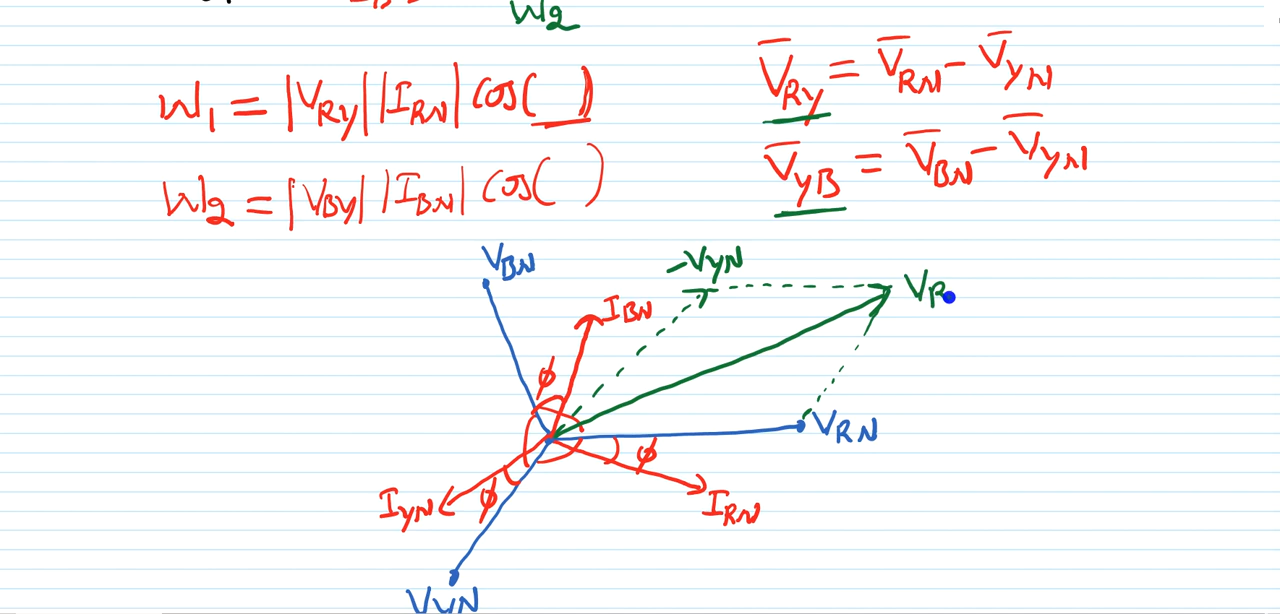 W2
W1 = |VRY| |IRN| cos( )
V̅RY = V̅RN - V̅YN
W2 = |VBY| |IBN| cos( )
V̅YB = V̅BN - V̅YN
VBN
-VYN
VR
IBN
ϕ
VRN
ϕ
IYN
ϕ
IRN
VYN